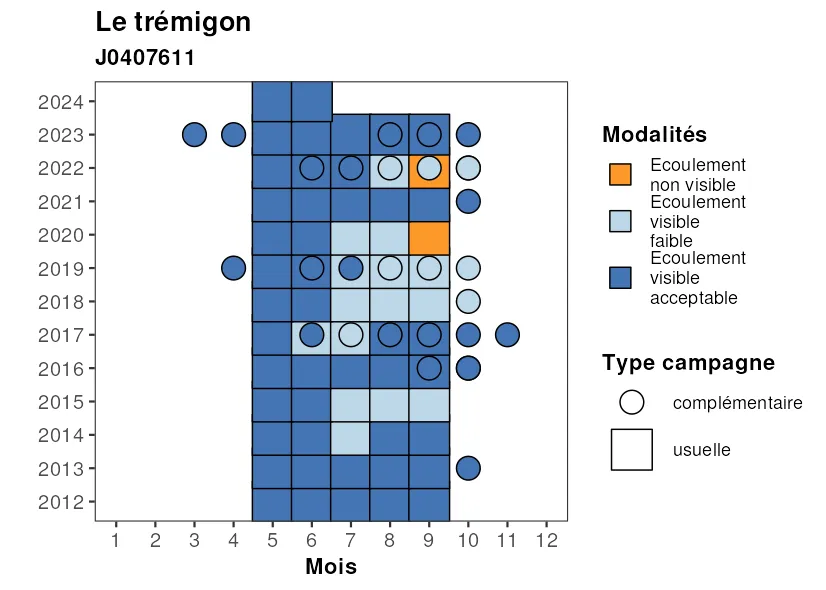 Le trémigon
J0407611
2024
2023
2022
2021
2020
2019
2018
2017
2016
2015
2014
2013
2012
1 2 3 4 5 6 7 8 9 10 11 12
Mois
Modalités
Ecoulement
non visible
Ecoulement
visible
faible
Ecoulement
visible
acceptable
Type campagne
complémentaire
usuelle